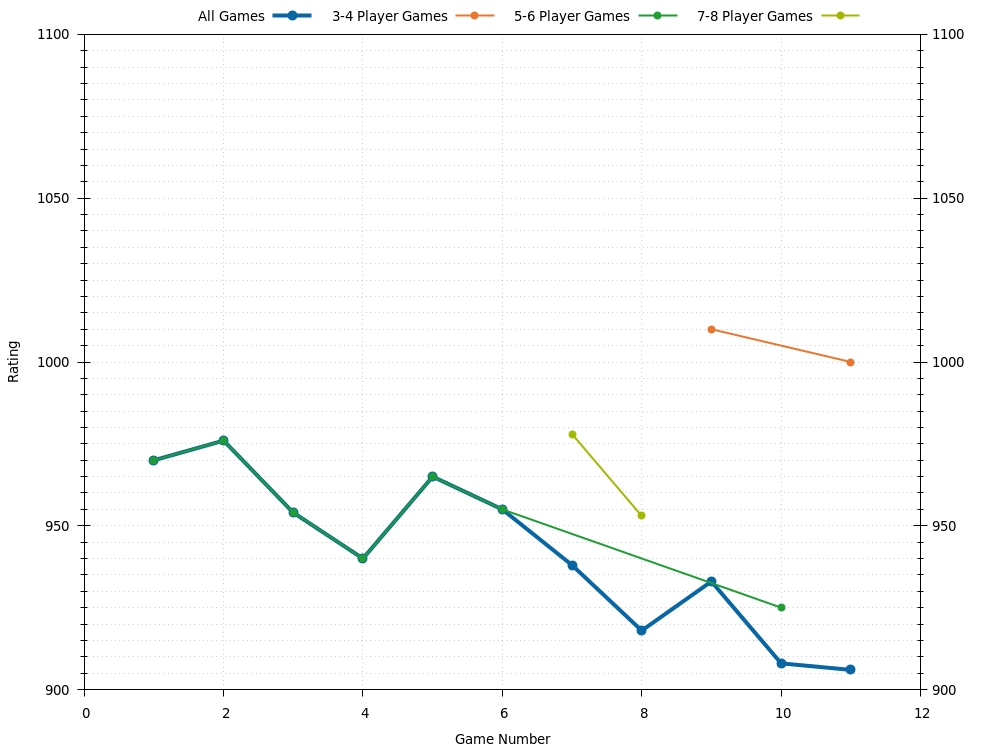 All Games 3-4 Player Games 5-6 Player Games 7-8 Player Games
1100 1100
1050 1050
Rating
1000 1000
950 950
900 900
0 2 4 6 8 10 12
Game Number